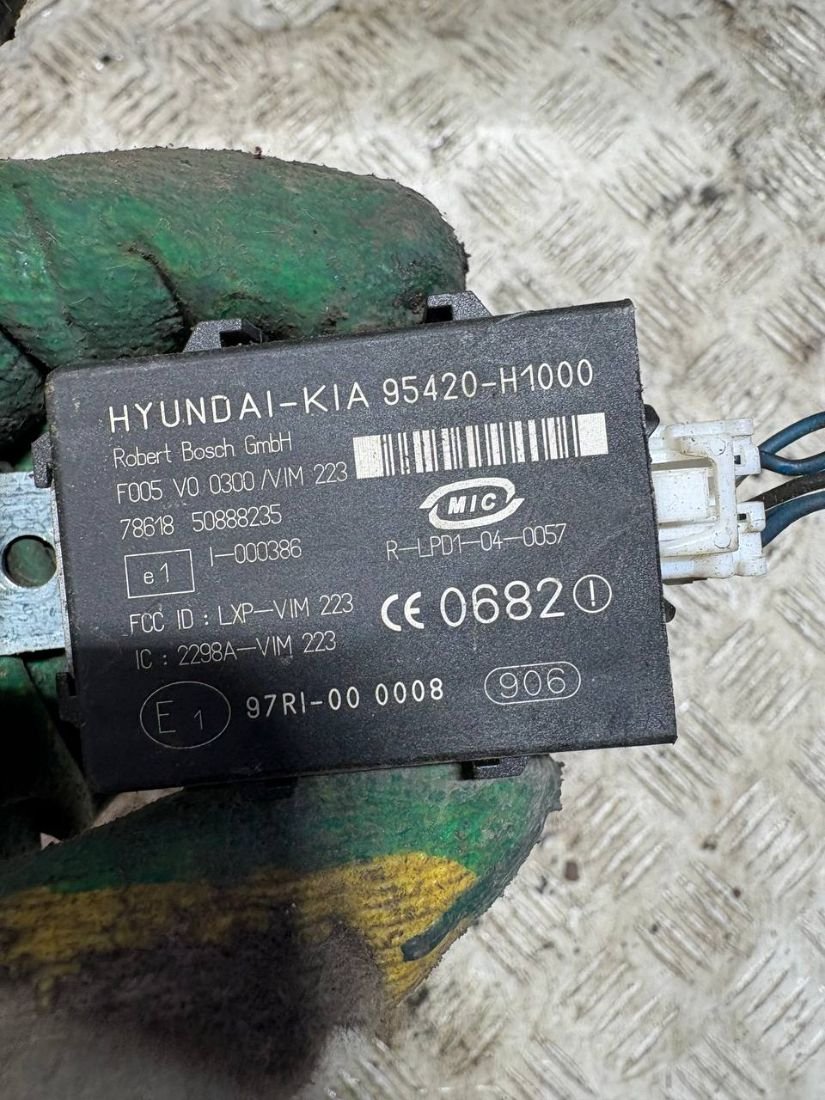 HYUNDAI-KIA 95420-H1000
Robert Bosch GmbH
F005 V0 0300/VIM 223
78618 50888235
MIC
e1 I-000386
R-LPD1-04-0057
FCC ID : LXP-VIM 223
CE 0682
IC : 2298A-VIM 223
E1 97RI-00 0008 906